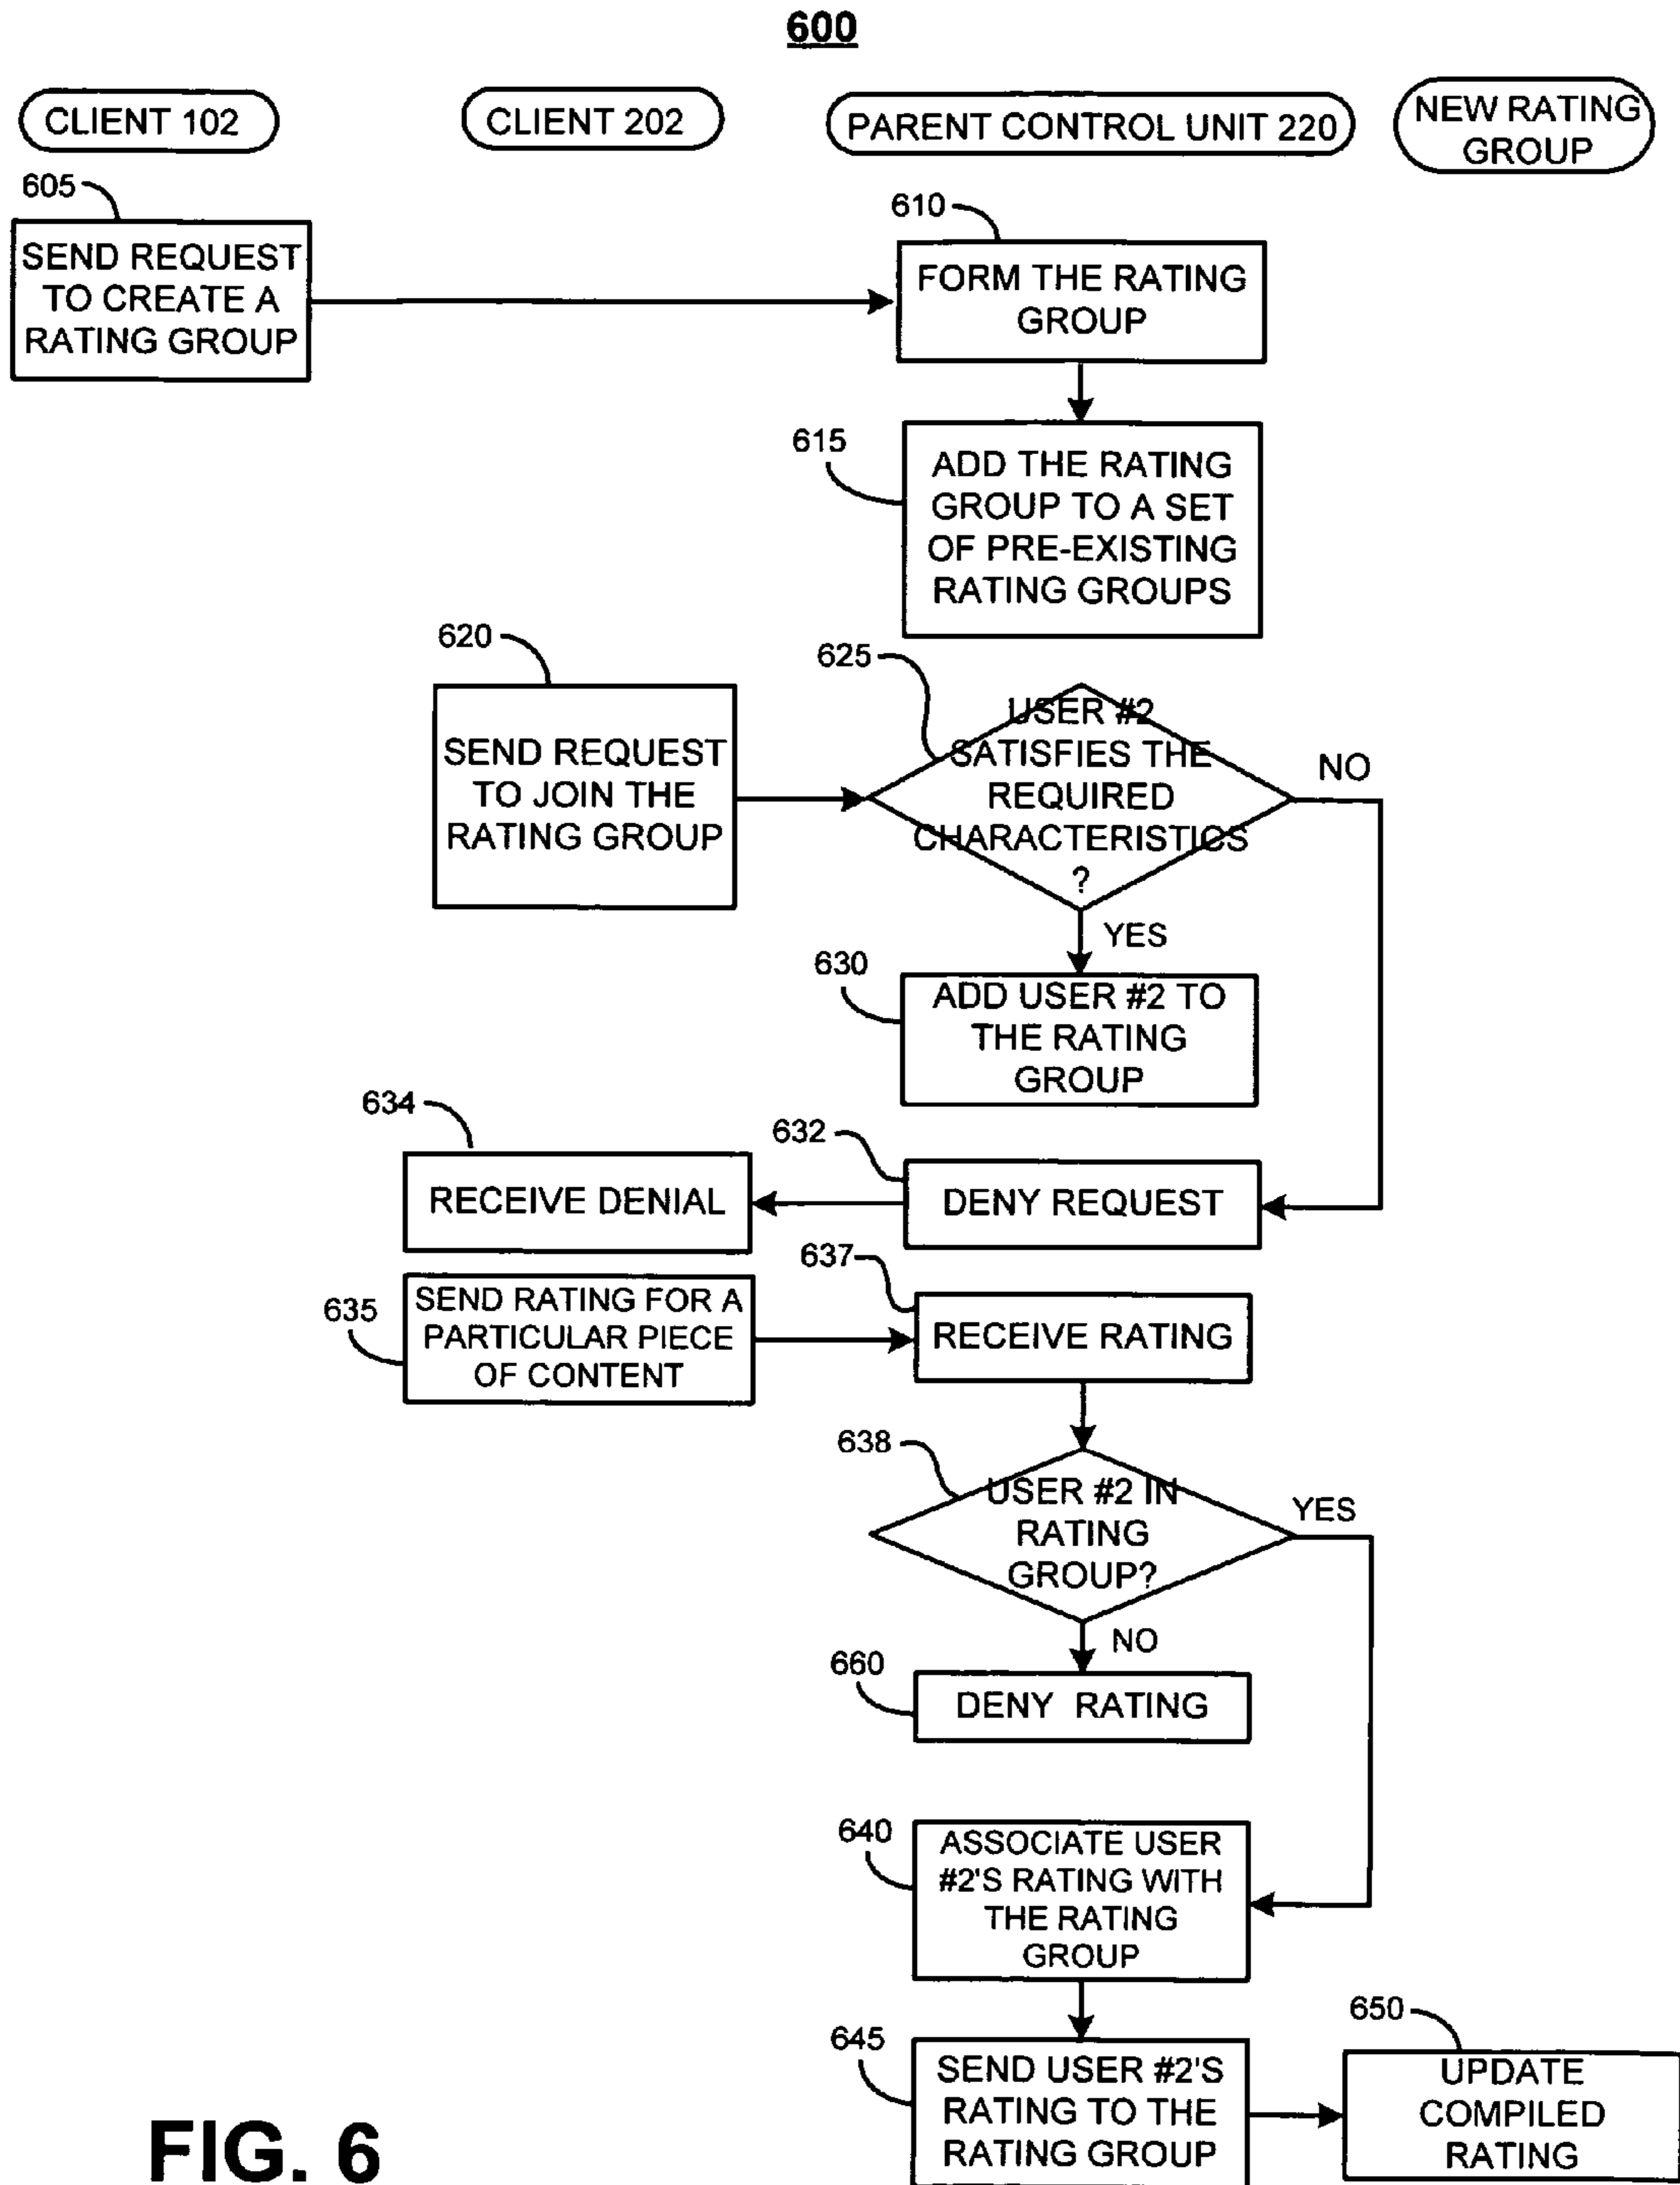 600
CLIENT 102
CLIENT 202
PARENT CONTROL UNIT 220
NEW RATING
GROUP
605
SEND REQUEST
TO CREATE A
RATING GROUP
610
FORM THE RATING
GROUP
615
ADD THE RATING
GROUP TO A SET
OF PRE-EXISTING
RATING GROUPS
620
SEND REQUEST
TO JOIN THE
RATING GROUP
625
USER #2
SATISFIES THE
REQUIRED
CHARACTERISTICS
?
NO
YES
630
ADD USER #2 TO
THE RATING
GROUP
634
RECEIVE DENIAL
632
DENY REQUEST
635
SEND RATING FOR A
PARTICULAR PIECE
OF CONTENT
637
RECEIVE RATING
638
USER #2 IN
RATING
GROUP?
YES
NO
660
DENY RATING
640
ASSOCIATE USER
#2'S RATING WITH
THE RATING
GROUP
645
SEND USER #2'S
RATING TO THE
RATING GROUP
650
UPDATE
COMPILED
RATING
FIG. 6